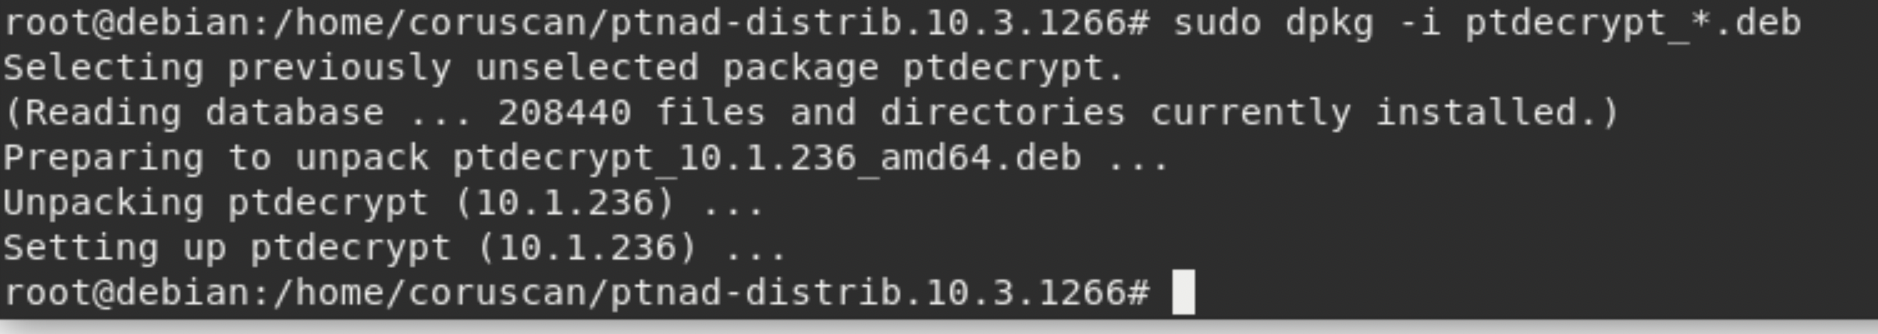 root@debian:/home/coruscan/ptnad-distrib.10.3.1266# sudo dpkg -i ptdecrypt_*.deb
Selecting previously unselected package ptdecrypt.
(Reading database ... 208440 files and directories currently installed.)
Preparing to unpack ptdecrypt_10.1.236_amd64.deb ...
Unpacking ptdecrypt (10.1.236) ...
Setting up ptdecrypt (10.1.236) ...
root@debian:/home/coruscan/ptnad-distrib.10.3.1266#